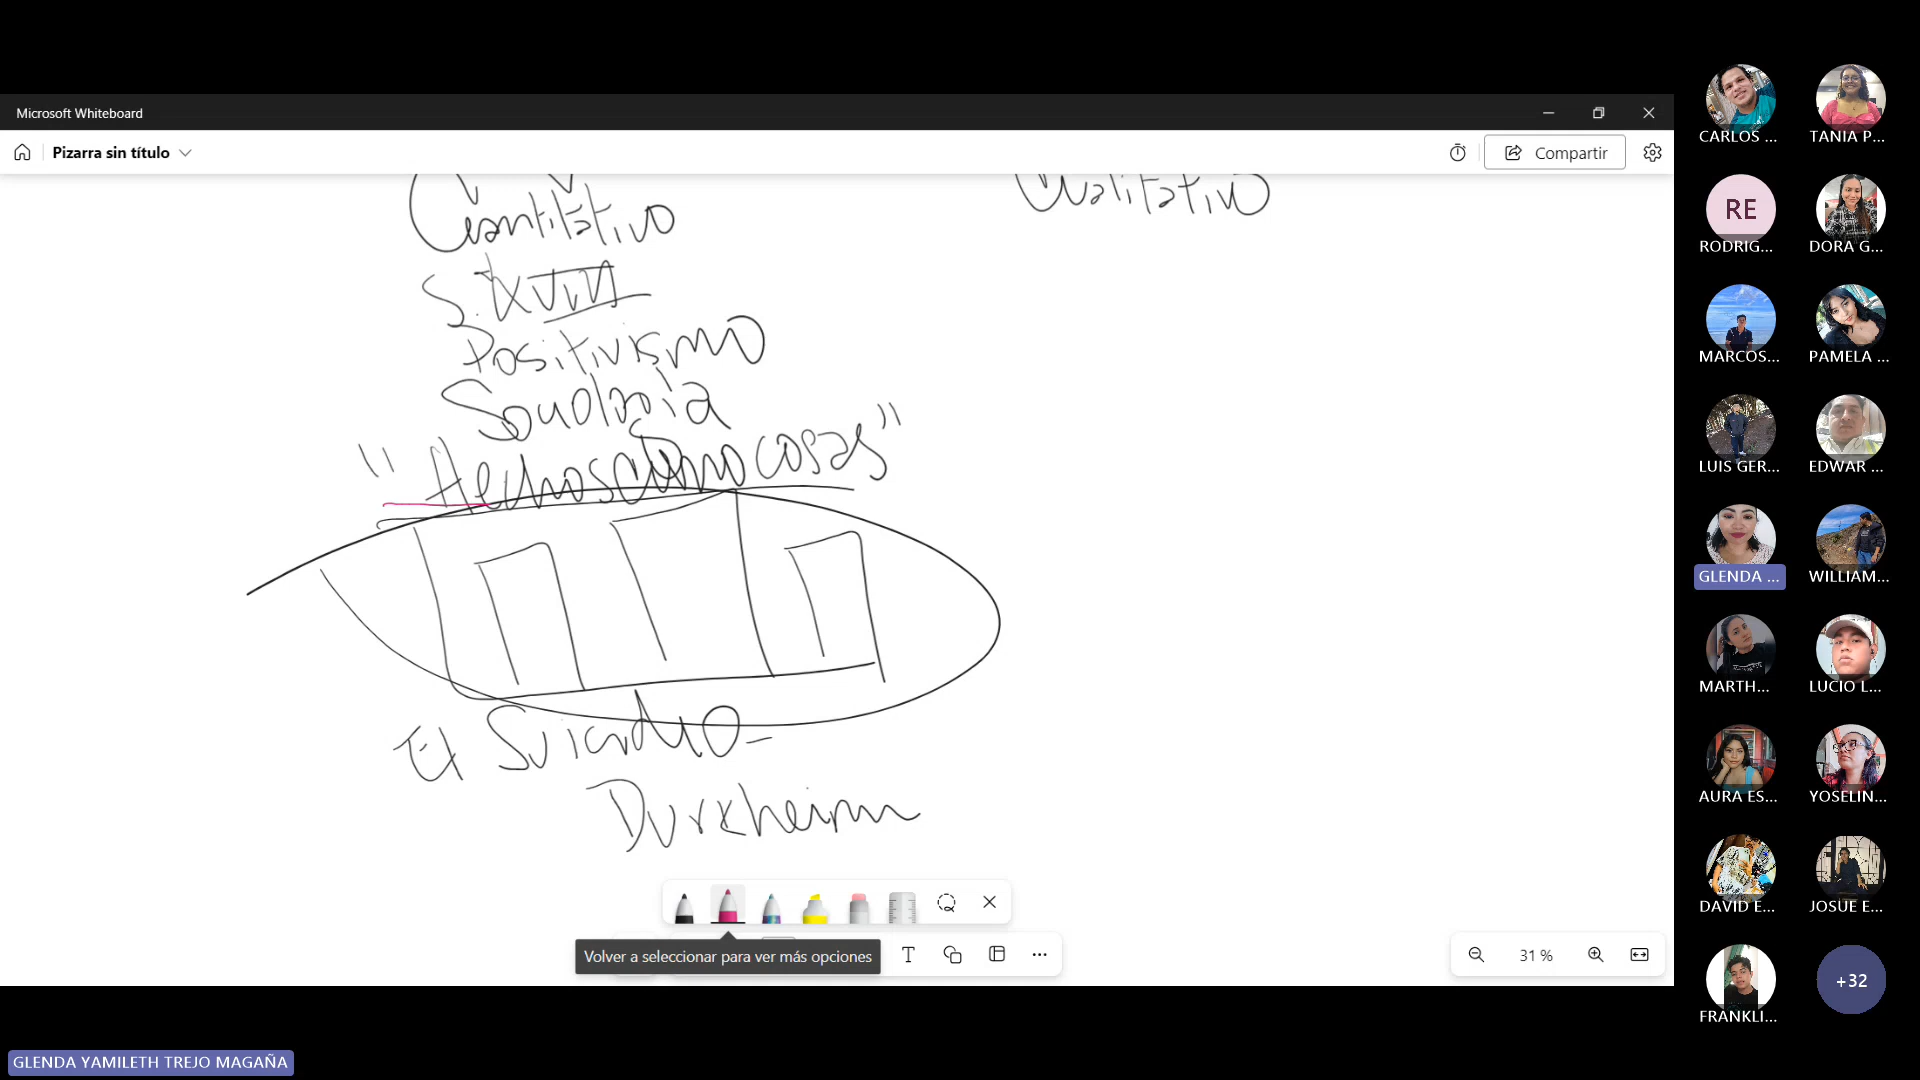 Microsoft Whiteboard
Pizarra sin título
Compartir
Cuantitativo
Cualitativo
S.
Positivismo
Sociología
"Hechos como cosas"
El Suicidio-
Durkheim
Volver a seleccionar para ver más opciones
T
31 %
CARLOS ...
TANIA P...
RE
RODRIG...
DORA G...
MARCOS...
PAMELA ...
LUIS GER...
EDWAR ...
GLENDA ...
WILLIAM...
MARTH...
LUCIO L...
AURA ES...
YOSELIN...
DAVID E...
JOSUE E...
FRANKLI...
+32
GLENDA YAMILETH TREJO MAGAÑA